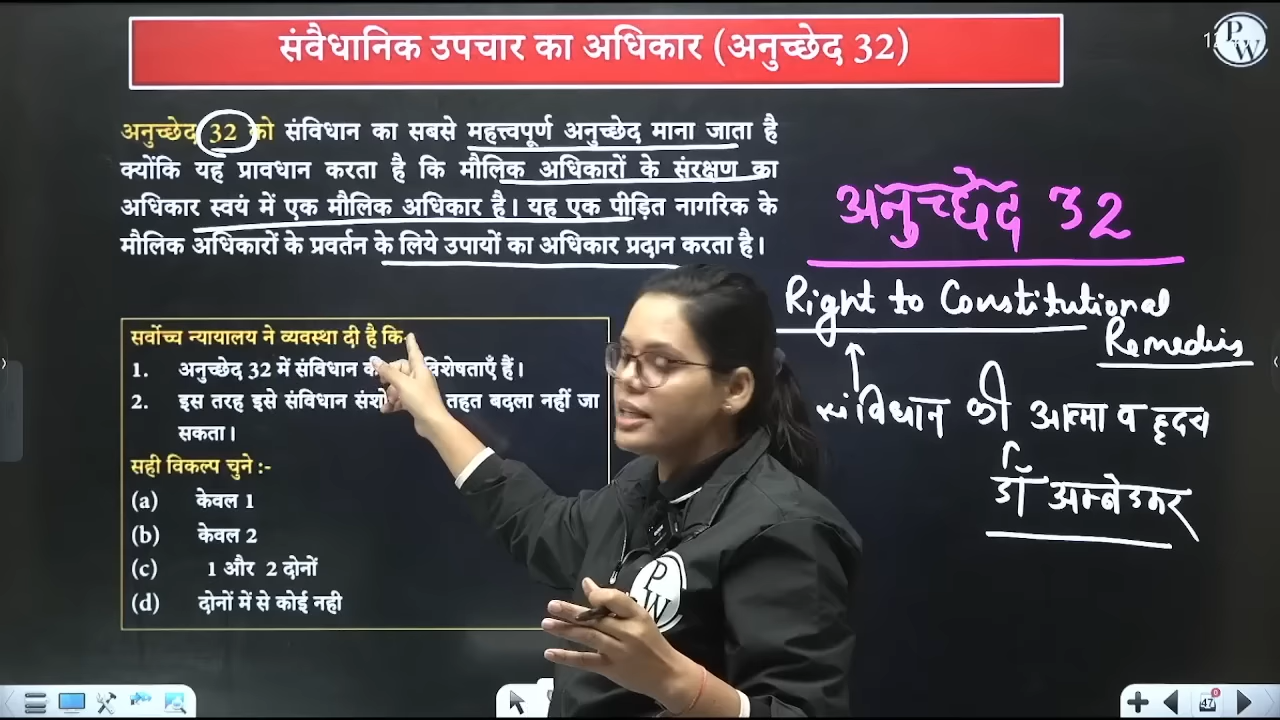 संवैधानिक उपचार का अधिकार (अनुच्छेद 32)
PW
अनुच्छेद 32 को संविधान का सबसे महत्त्वपूर्ण अनुच्छेद माना जाता है
क्योंकि यह प्रावधान करता है कि मौलिक अधिकारों के संरक्षण का
अधिकार स्वयं में एक मौलिक अधिकार है। यह एक पीड़ित नागरिक के
मौलिक अधिकारों के प्रवर्तन के लिये उपायों का अधिकार प्रदान करता है।
अनुच्छेद 32
Right to Constitutional
Remedies
संविधान की आत्मा व हृदय
डॉ अम्बेडकर
सर्वोच्च न्यायालय ने व्यवस्था दी है कि-
1. अनुच्छेद 32 में संविधान विशेषताएँ हैं।
2. इस तरह इसे संविधान तहत बदला नहीं जा
सकता।
सही विकल्प चुने :-
(a) केवल 1
(b) केवल 2
(c) 1 और 2 दोनों
(d) दोनों में से कोई नही
PW
47